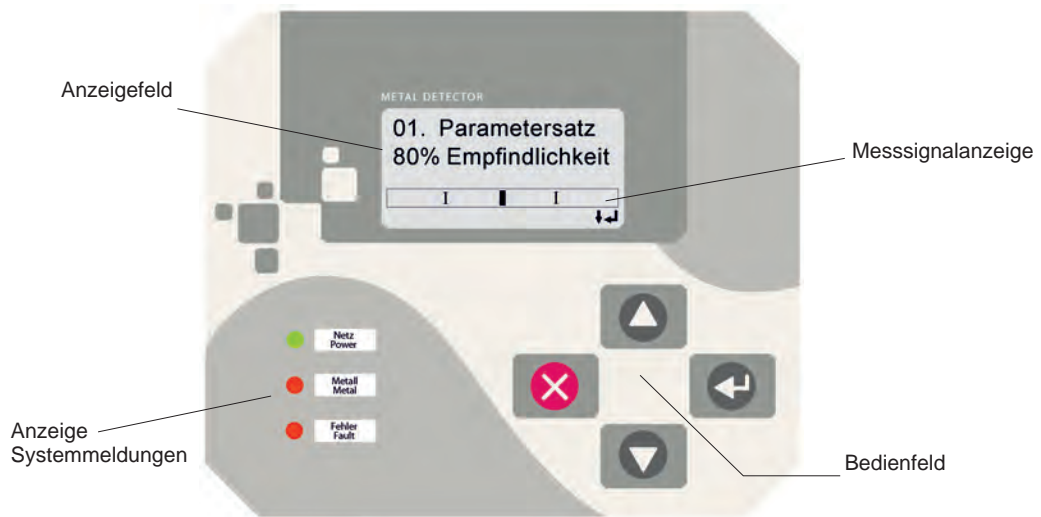 Anzeigefeld
METAL DETECTOR
01. Parametersatz
80% Empfindlichkeit
Messsignalanzeige
Netz
Power
Metall
Metal
Fehler
Fault
Anzeige
Systemmeldungen
Bedienfeld